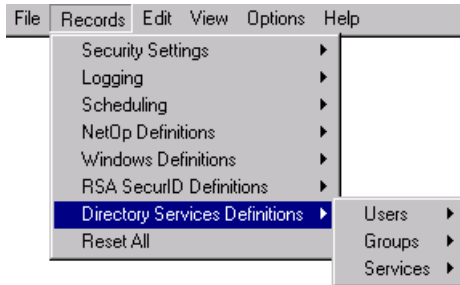 File Records Edit View Options Help
Security Settings
Logging
Scheduling
NetOp Definitions
Windows Definitions
RSA SecurID Definitions
Directory Services Definitions Users
Reset All Groups
Services